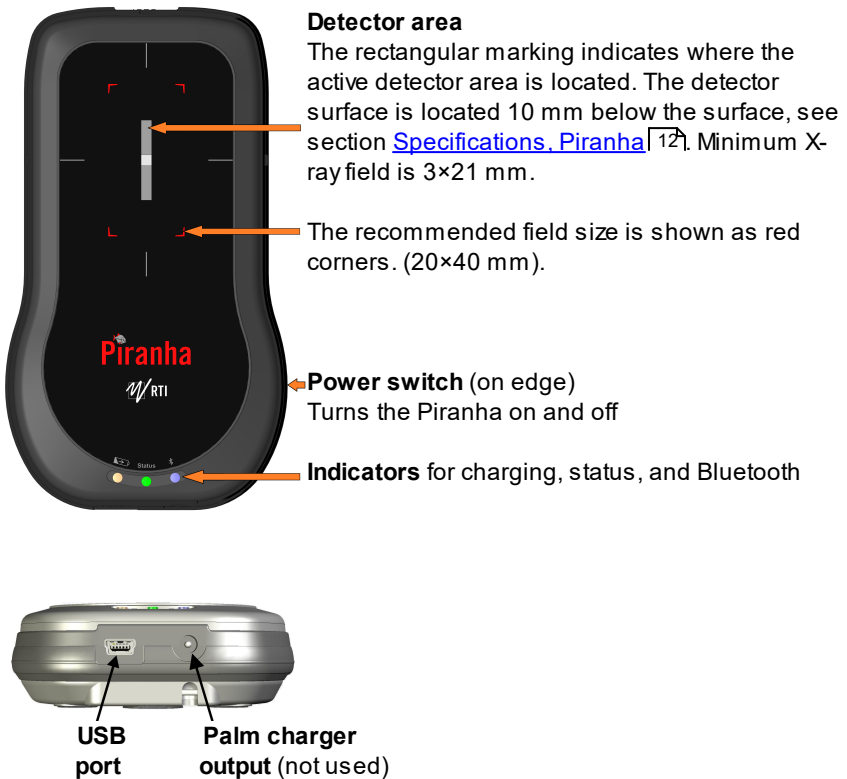 Detector area
The rectangular marking indicates where the
active detector area is located. The detector
surface is located 10 mm below the surface, see
section Specifications, Piranha 12. Minimum X-
ray field is 3×21 mm.
The recommended field size is shown as red
corners. (20×40 mm).
Piranha
RTI
Power switch (on edge)
Turns the Piranha on and off
Status
Indicators for charging, status, and Bluetooth
USB
port
Palm charger
output (not used)